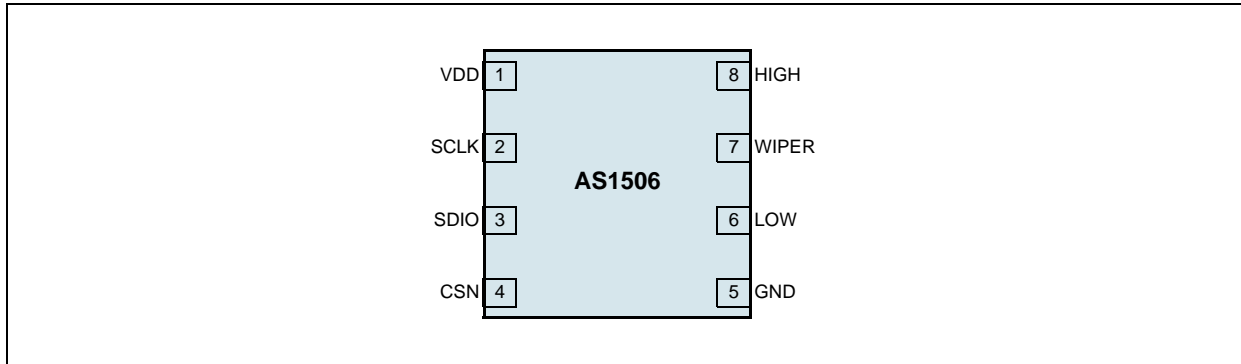 VDD 1 8 HIGH
SCLK 2 7 WIPER
AS1506
SDIO 3 6 LOW
CSN 4 5 GND